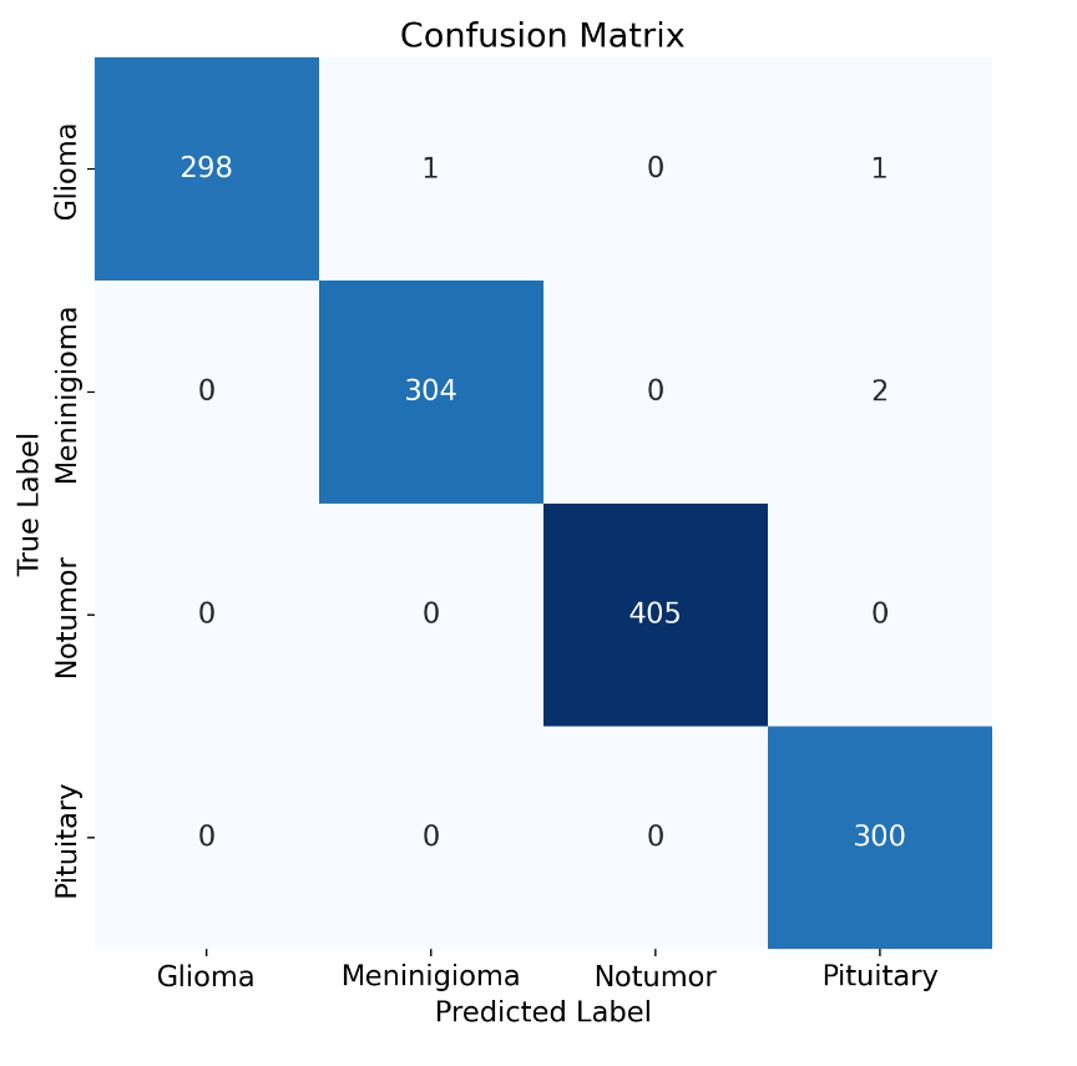 Confusion Matrix
True Label
Glioma
298 1 0 1
Meninigioma
0 304 0 2
Notumor
0 0 405 0
Pituitary
0 0 0 300
Glioma Meninigioma Notumor Pituitary
Predicted Label